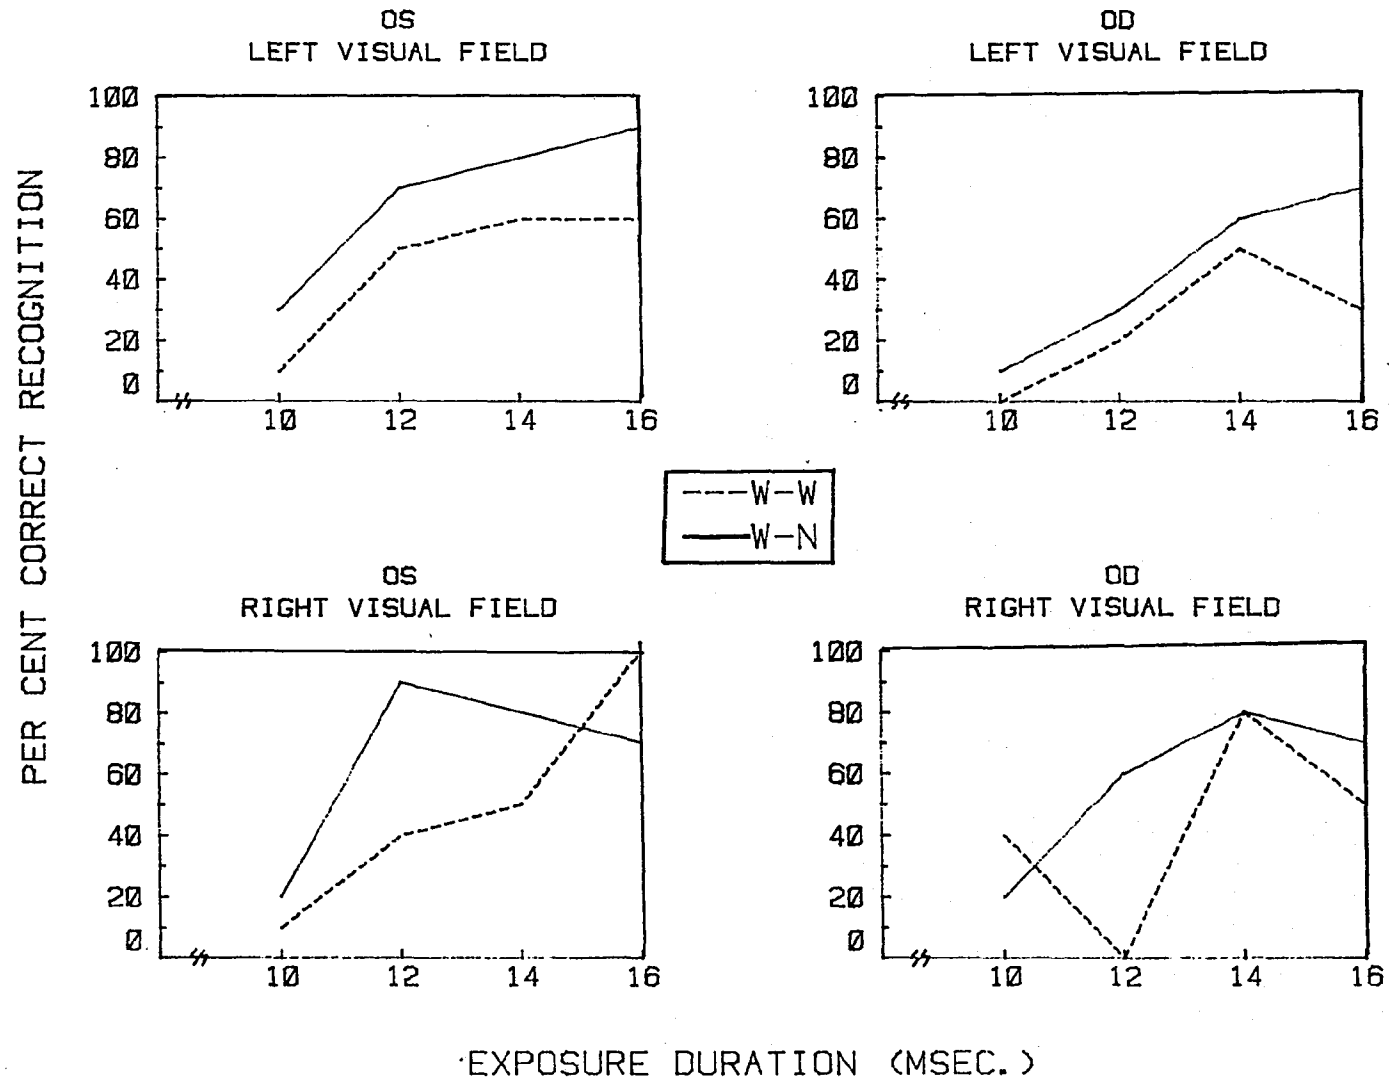 OS
LEFT VISUAL FIELD
OD
LEFT VISUAL FIELD
100
80
60
40
20
0
10 12 14 16
100
80
60
40
20
0
10 12 14 16
PER CENT CORRECT RECOGNITION
W-W
W-N
OS
RIGHT VISUAL FIELD
OD
RIGHT VISUAL FIELD
100
80
60
40
20
0
10 12 14 16
100
80
60
40
20
0
10 12 14 16
EXPOSURE DURATION (MSEC.)